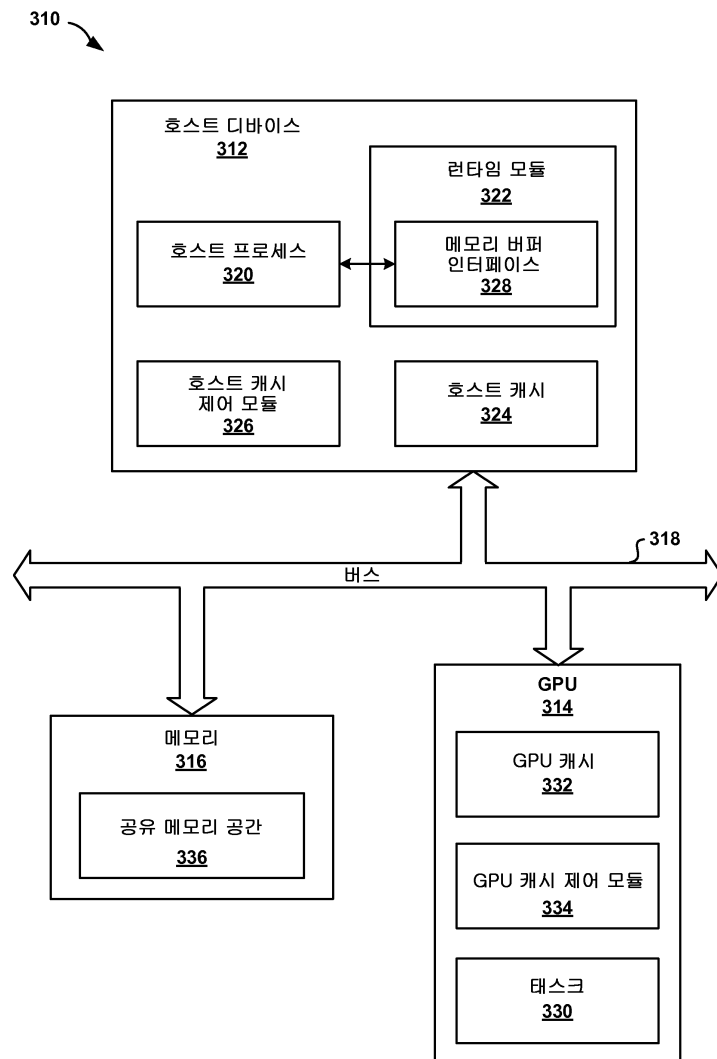 310
호스트 디바이스
312
런타임 모듈
322
호스트 프로세스
320
메모리 버퍼
인터페이스
328
호스트 캐시
제어 모듈
326
호스트 캐시
324
318
버스
GPU
314
메모리
316
GPU 캐시
332
공유 메모리 공간
336
GPU 캐시 제어 모듈
334
태스크
330